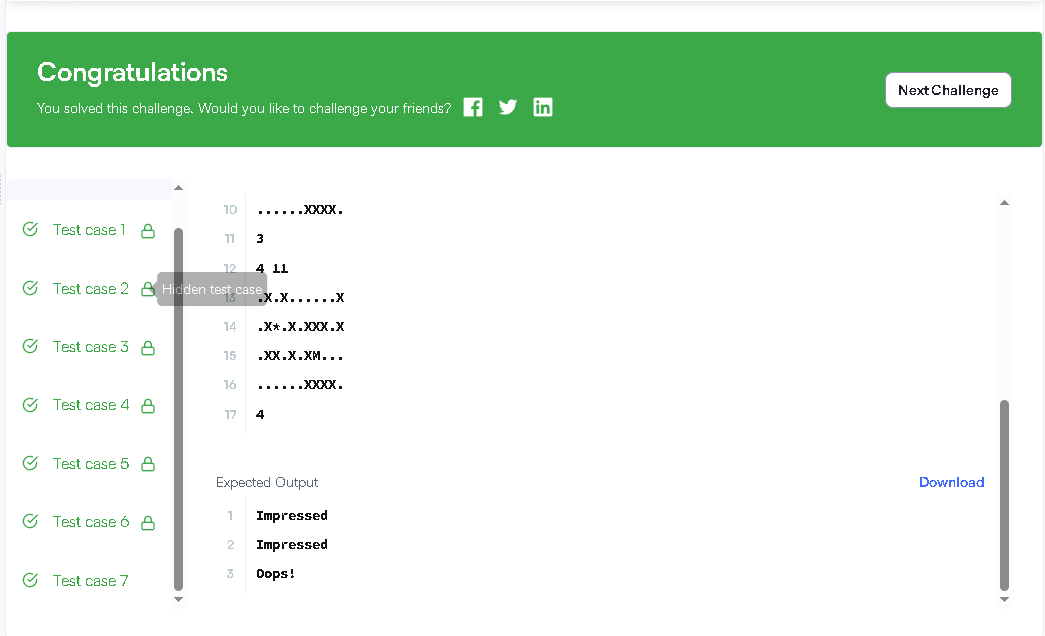 Congratulations
You solved this challenge. Would you like to challenge your friends?
Next Challenge
Test case 1
Test case 2
Hidden test case
Test case 3
Test case 4
Test case 5
Test case 6
Test case 7
10 ......XXXX.
11 3
12 4 11
13 .X.X......X
14 .X*.X.XXX.X
15 .XX.X.XM...
16 ......XXXX.
17 4
Expected Output
Download
1 Impressed
2 Impressed
3 Oops!